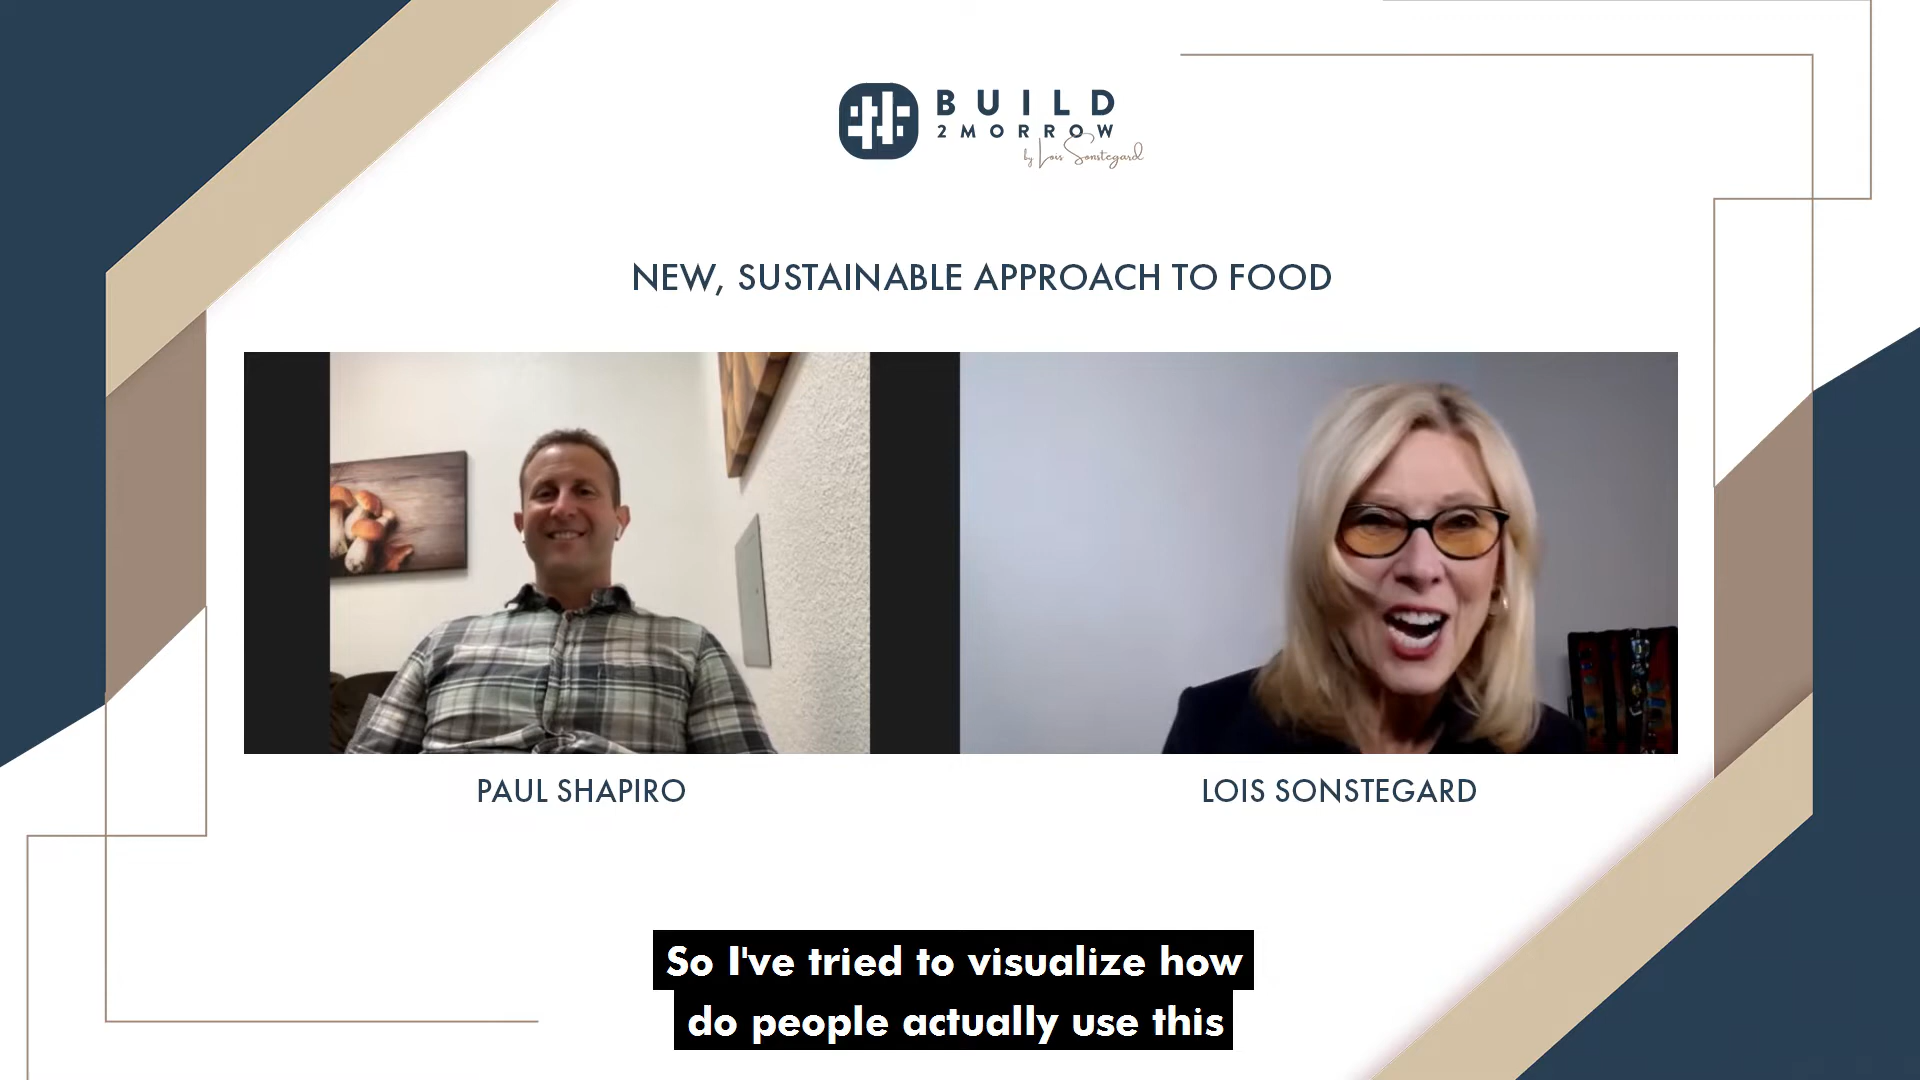 BUILD
2MORROW
by Lois Sonstegard
NEW, SUSTAINABLE APPROACH TO FOOD
PAUL SHAPIRO
LOIS SONSTEGARD
So I've tried to visualize how
do people actually use this